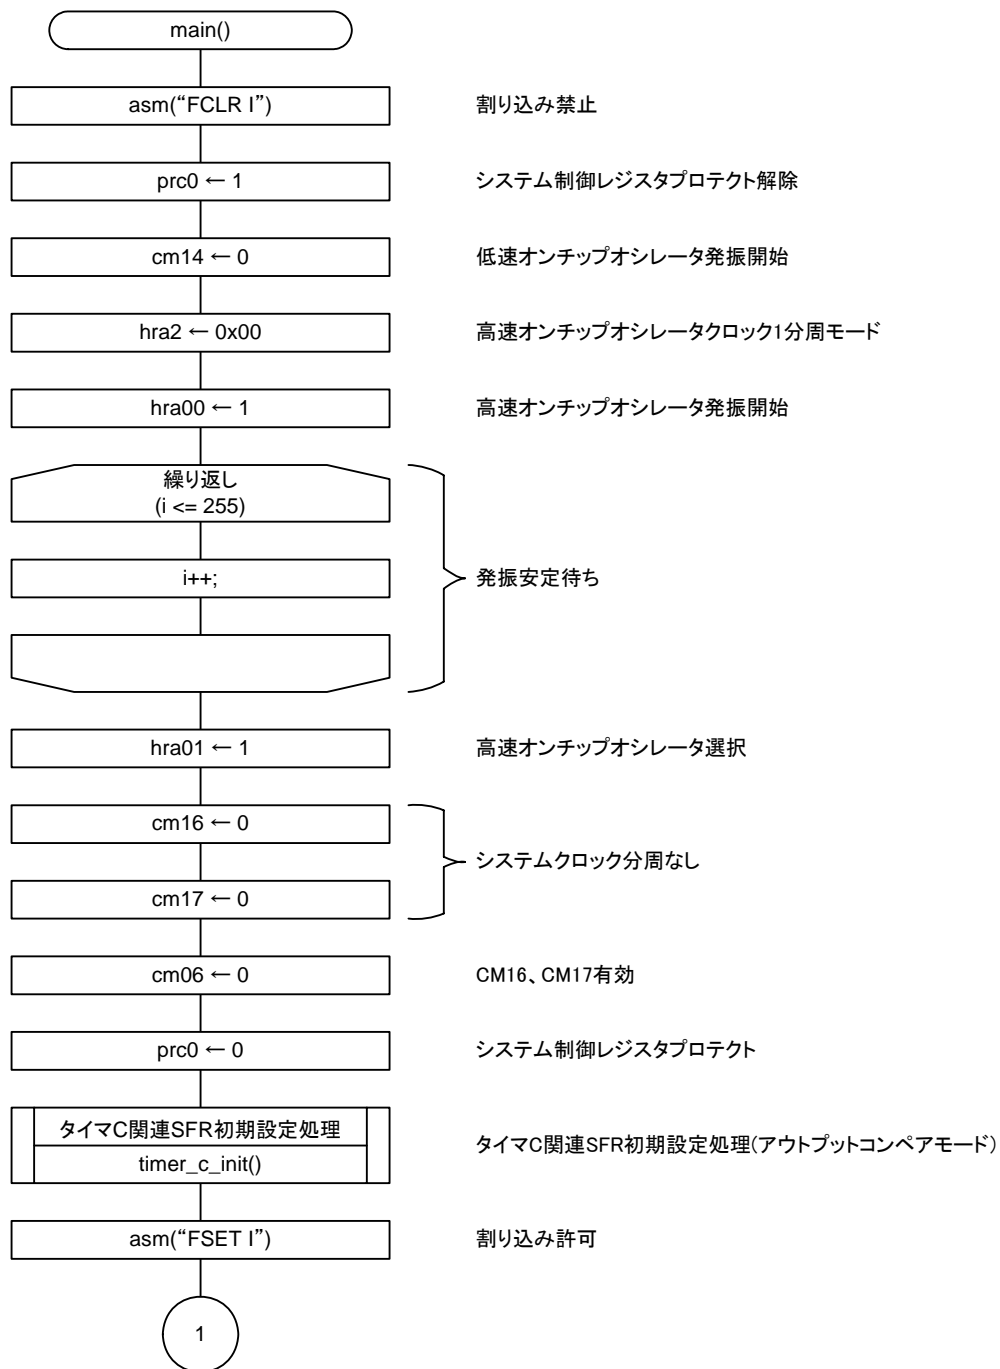 main()
asm(“FCLR I”)
割り込み禁止
prc0 ← 1
システム制御レジスタプロテクト解除
cm14 ← 0
低速オンチップオシレータ発振開始
hra2 ← 0x00
高速オンチップオシレータクロック1分周モード
hra00 ← 1
高速オンチップオシレータ発振開始
繰り返し
(i <= 255)
i++;
発振安定待ち
hra01 ← 1
高速オンチップオシレータ選択
cm16 ← 0
システムクロック分周なし
cm17 ← 0
cm06 ← 0
CM16、CM17有効
prc0 ← 0
システム制御レジスタプロテクト
タイマC関連SFR初期設定処理
timer_c_init()
タイマC関連SFR初期設定処理(アウトプットコンペアモード)
asm(“FSET I”)
割り込み許可
1